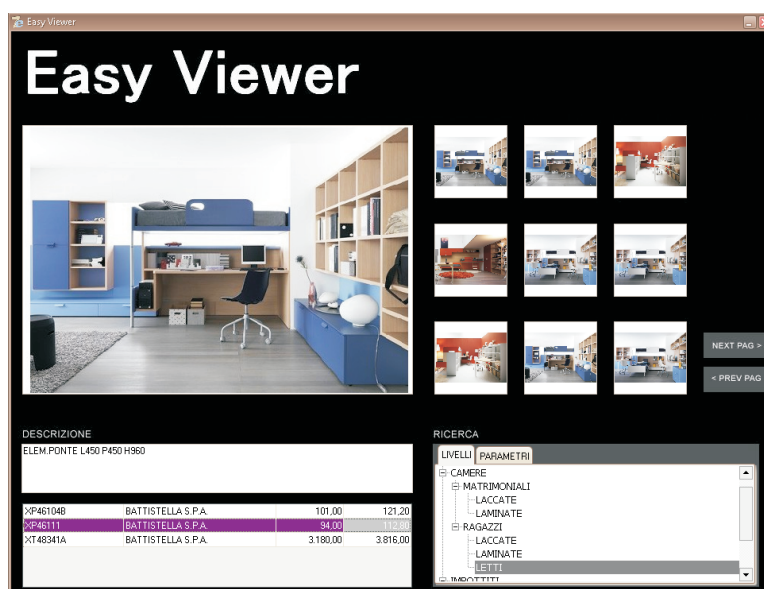 Easy Viewer
Easy Viewer
NEXT PAG >
< PREV PAG
DESCRIZIONE
ELEM.PONTE L450 P450 H960
XP46104B BATTISTELLA S.P.A. 101,00 121,20
XP46111 BATTISTELLA S.P.A. 94,00 112,80
XT48341A BATTISTELLA S.P.A. 3.180,00 3.816,00
RICERCA
LIVELLI PARAMETRI
CAMERE
MATRIMONIALI
LACCATE
LAMINATE
RAGAZZI
LACCATE
LAMINATE
LETTI
IMBOTTITI